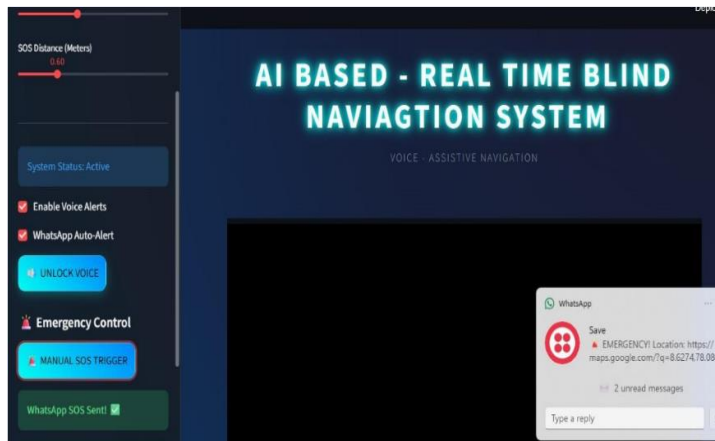 Deplo
SOS Distance (Meters)
0.60
AI BASED - REAL TIME BLIND
NAVIAGTION SYSTEM
VOICE - ASSISTIVE NAVIGATION
System Status: Active
Enable Voice Alerts
WhatsApp Auto-Alert
UNLOCK VOICE
Emergency Control
MANUAL SOS TRIGGER
WhatsApp SOS Sent!
WhatsApp
Save
EMERGENCY! Location: https://
maps.google.com/?q=8.6274,78.08
2 unread messages
Type a reply